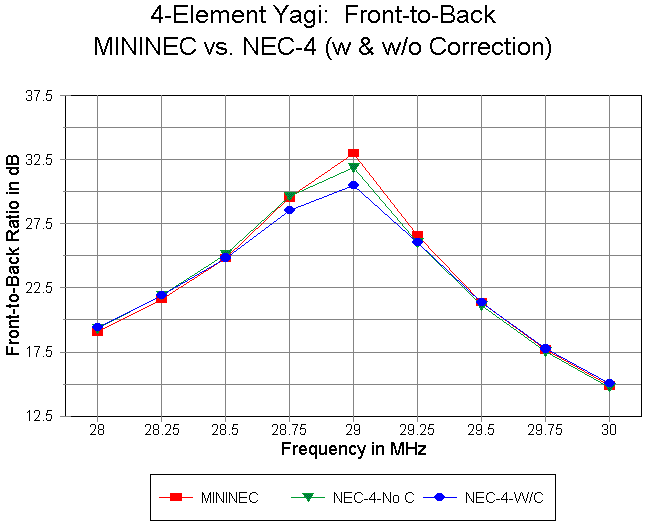 4-Element Yagi: Front-to-Back
MININEC vs. NEC-4 (w & w/o Correction)
Front-to-Back Ratio in dB
37.5
32.5
27.5
22.5
17.5
12.5
28 28.25 28.5 28.75 29 29.25 29.5 29.75 30
Frequency in MHz
MININEC NEC-4-No C NEC-4-W/C